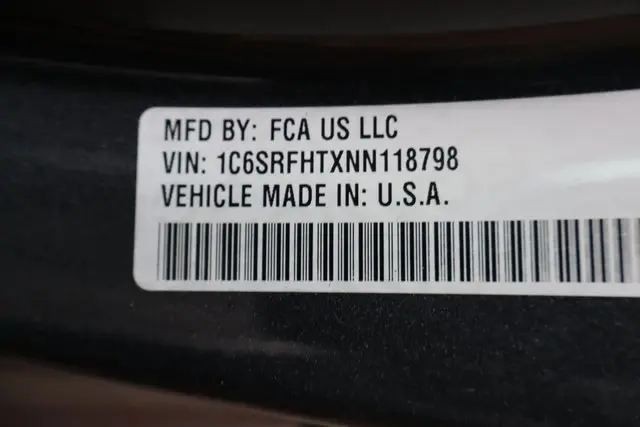 MFD BY: FCA US LLC
VIN: 1C6SRFHTXNN118798
VEHICLE MADE IN: U.S.A.